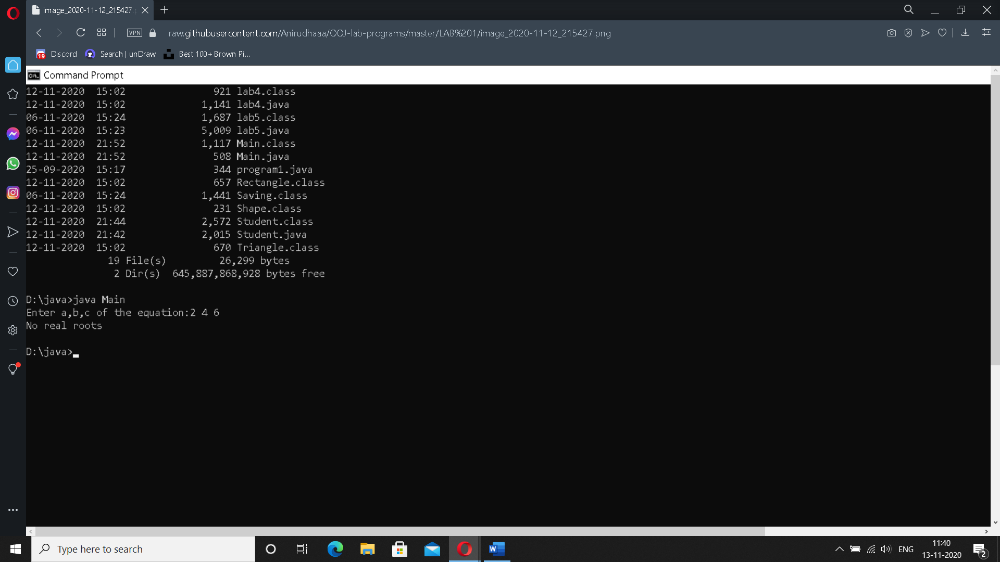 image_2020-11-12_215427.
VPN
raw.githubusercontent.com/Anirudhaaa/OOJ-lab-programs/master/LAB%201/image_2020-11-12_215427.png
19 Discord Search | unDraw Best 100+ Brown Pi...
C:\. Command Prompt
12-11-2020 15:02 921 lab4.class
12-11-2020 15:02 1,141 lab4.java
06-11-2020 15:24 1,687 lab5.class
06-11-2020 15:23 5,009 lab5.java
12-11-2020 21:52 1,117 Main.class
12-11-2020 21:52 508 Main.java
25-09-2020 15:17 344 program1.java
12-11-2020 15:02 657 Rectangle.class
06-11-2020 15:24 1,441 Saving.class
12-11-2020 15:02 231 Shape.class
12-11-2020 21:44 2,572 Student.class
12-11-2020 21:42 2,015 Student.java
12-11-2020 15:02 670 Triangle.class
19 File(s) 26,299 bytes
2 Dir(s) 645,887,868,928 bytes free
D:\java>java Main
Enter a,b,c of the equation:2 4 6
No real roots
D:\java>
Type here to search
W
ENG
11:40
13-11-2020
2